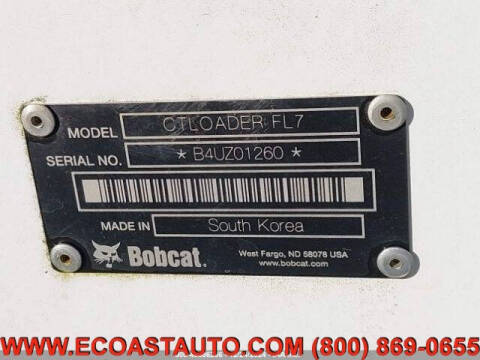 MODEL CTLOADER FL7
SERIAL NO. * B4UZ01260 *
MADE IN South Korea
Bobcat.
West Fargo, ND 58078 USA
www.bobcat.com
WWW.ECOASTAUTO.COM (800) 869-0655